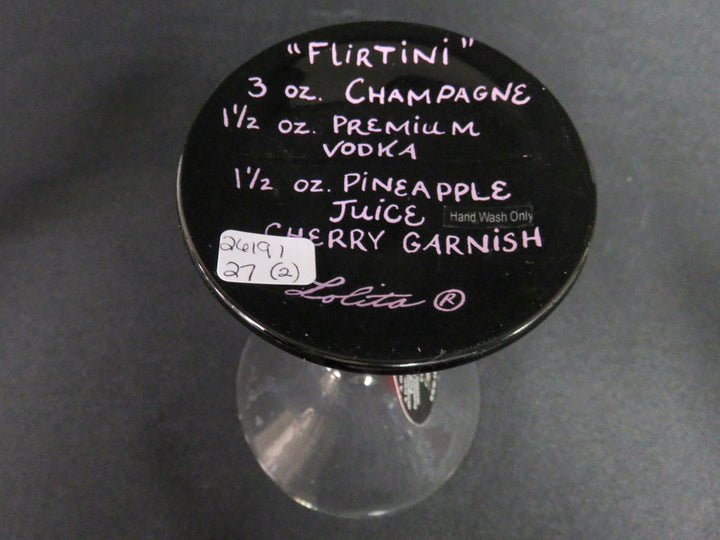 "FLiRTiNi"
3 oz. CHAMPAGNE
1½ oz. PREMiUM
VODKA
1½ oz. PiNEAPPLE
JUiCE
Hand Wash Only
CHERRY GARNiSH
26191
27 (2)
Lolita ®